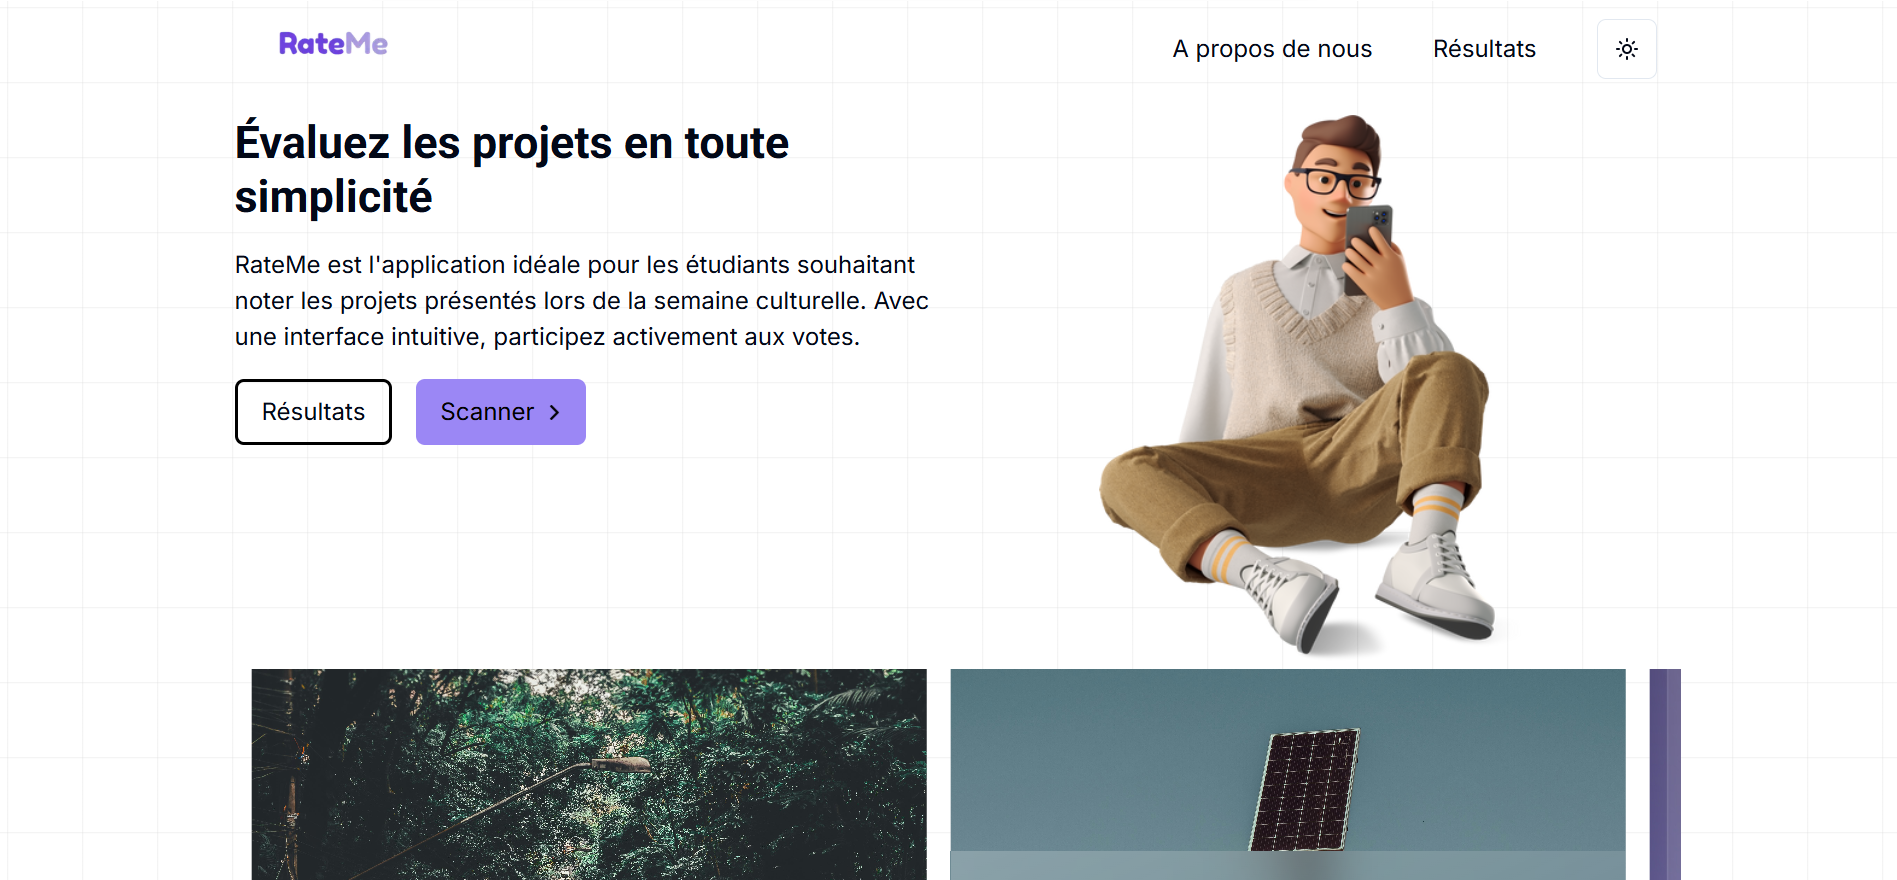 RateMe
A propos de nous
Résultats
Évaluez les projets en toute
simplicité
RateMe est l'application idéale pour les étudiants souhaitant
noter les projets présentés lors de la semaine culturelle. Avec
une interface intuitive, participez activement aux votes.
Résultats
Scanner